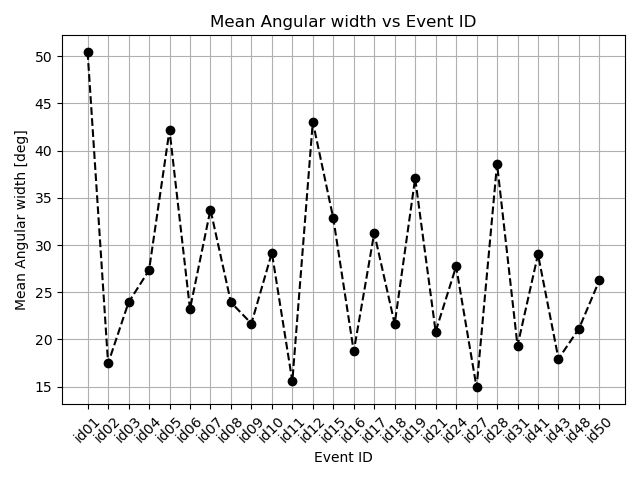 Mean Angular width vs Event ID
Mean Angular width [deg]
50
45
40
35
30
25
20
15
id01 id02 id03 id04 id05 id06 id07 id08 id09 id10 id11 id12 id15 id16 id17 id18 id19 id21 id24 id27 id28 id31 id41 id43 id48 id50
Event ID